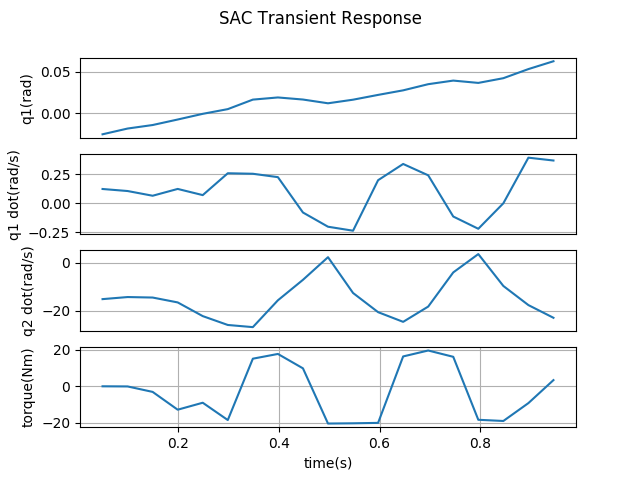 SAC Transient Response
q1(rad)
0.05
0.00
q1 dot(rad/s)
0.25
0.00
−0.25
q2 dot(rad/s)
0
−20
torque(Nm)
20
0
−20
0.2 0.4 0.6 0.8
time(s)